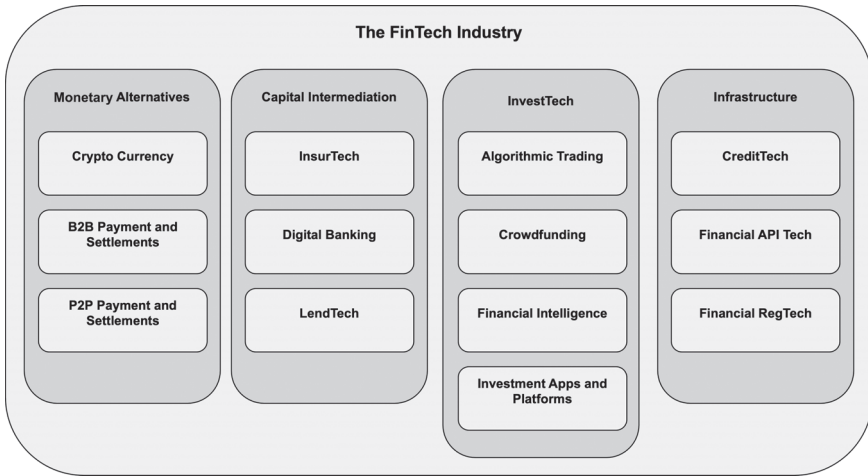 The FinTech Industry
Monetary Alternatives
Crypto Currency
B2B Payment and
Settlements
P2P Payment and
Settlements
Capital Intermediation
InsurTech
Digital Banking
LendTech
InvestTech
Algorithmic Trading
Crowdfunding
Financial Intelligence
Investment Apps and
Platforms
Infrastructure
CreditTech
Financial API Tech
Financial RegTech